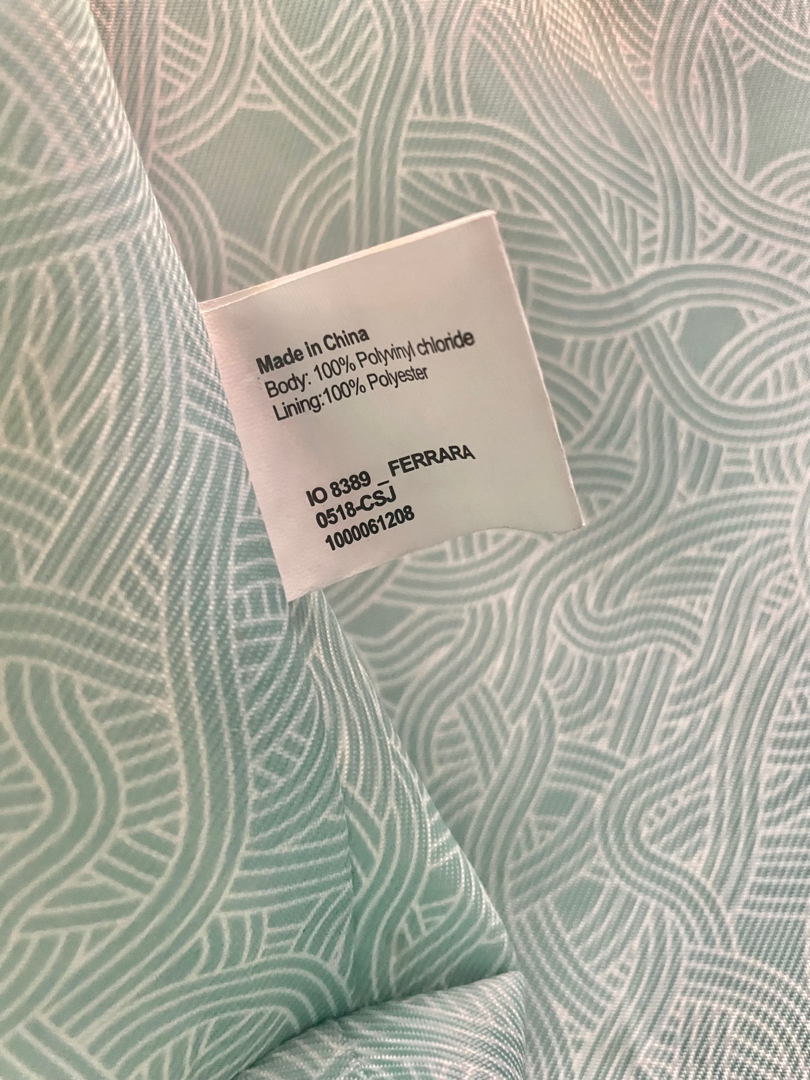 Made in China
Body: 100% Polyvinyl chloride
Lining:100% Polyester
IO 8389 _FERRARA
0518-CSJ
1000061208